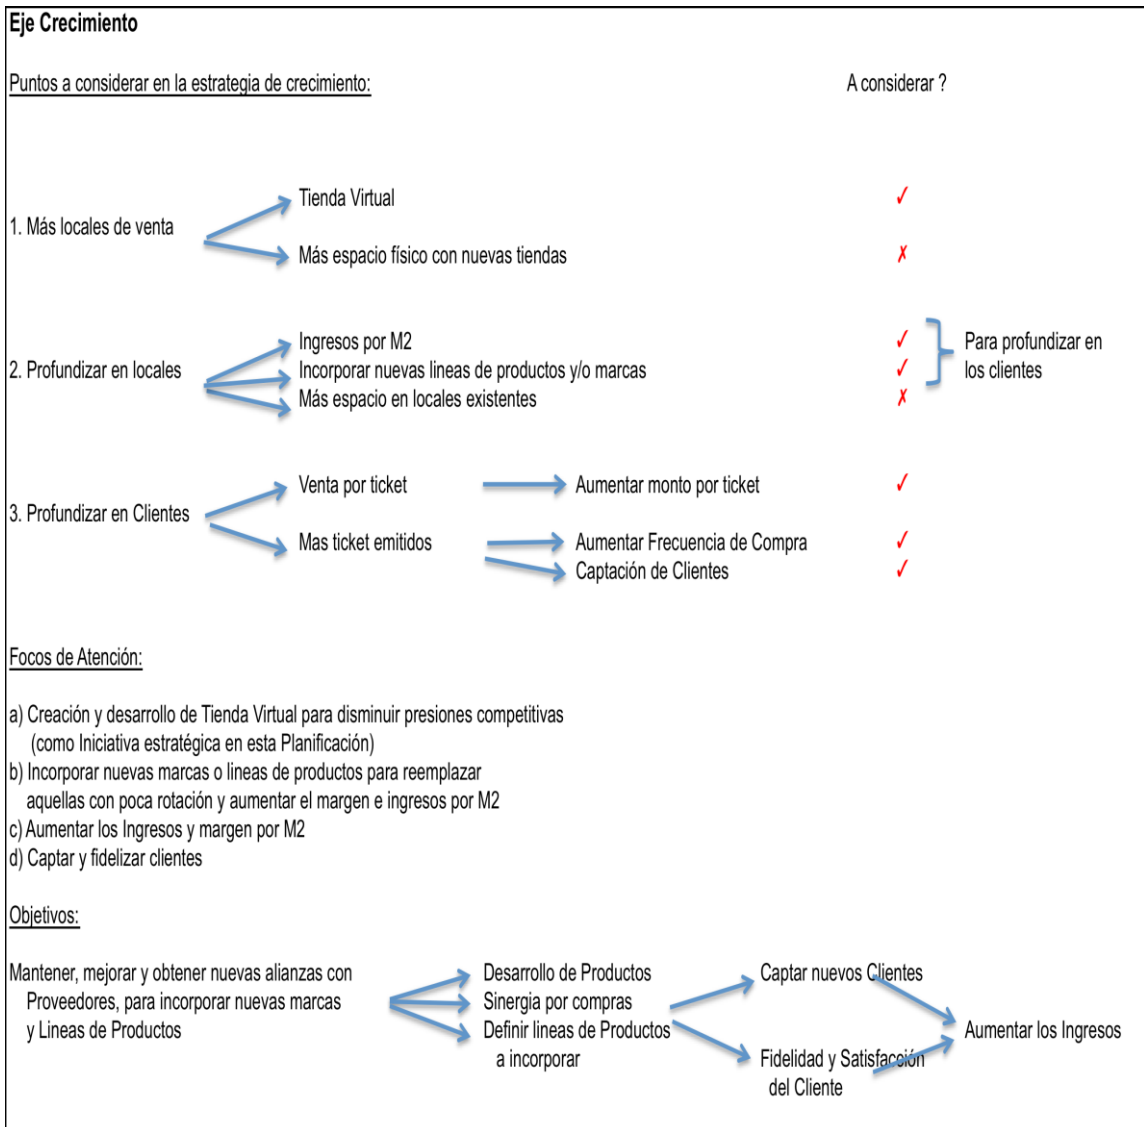 Eje Crecimiento
Puntos a considerar en la estrategia de crecimiento:
A considerar ?
Tienda Virtual
✓
1. Más locales de venta
Más espacio físico con nuevas tiendas
✗
Ingresos por M2
✓
Para profundizar en
2. Profundizar en locales
Incorporar nuevas lineas de productos y/o marcas
✓
los clientes
Más espacio en locales existentes
✗
Venta por ticket
Aumentar monto por ticket
✓
3. Profundizar en Clientes
Mas ticket emitidos
Aumentar Frecuencia de Compra
✓
Captación de Clientes
✓
Focos de Atención:
a) Creación y desarrollo de Tienda Virtual para disminuir presiones competitivas
(como Iniciativa estratégica en esta Planificación)
b) Incorporar nuevas marcas o lineas de productos para reemplazar
aquellas con poca rotación y aumentar el margen e ingresos por M2
c) Aumentar los Ingresos y margen por M2
d) Captar y fidelizar clientes
Objetivos:
Mantener, mejorar y obtener nuevas alianzas con
Proveedores, para incorporar nuevas marcas
y Lineas de Productos
Desarrollo de Productos
Sinergia por compras
Definir lineas de Productos
a incorporar
Captar nuevos Clientes
Fidelidad y Satisfacción
del Cliente
Aumentar los Ingresos